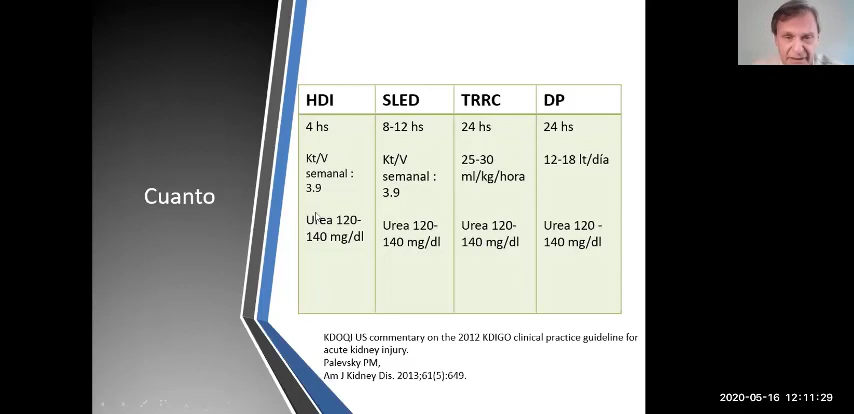 Cuanto
HDI
4 hs
Kt/V
semanal :
3.9
Urea 120-
140 mg/dl
SLED
8-12 hs
Kt/V
semanal :
3.9
Urea 120-
140 mg/dl
TRRC
24 hs
25-30
ml/kg/hora
Urea 120-
140 mg/dl
DP
24 hs
12-18 lt/día
Urea 120 -
140 mg/dl
KDOQI US commentary on the 2012 KDIGO clinical practice guideline for
acute kidney injury.
Palevsky PM,
Am J Kidney Dis. 2013;61(5):649.
2020-05-16 12:11:29